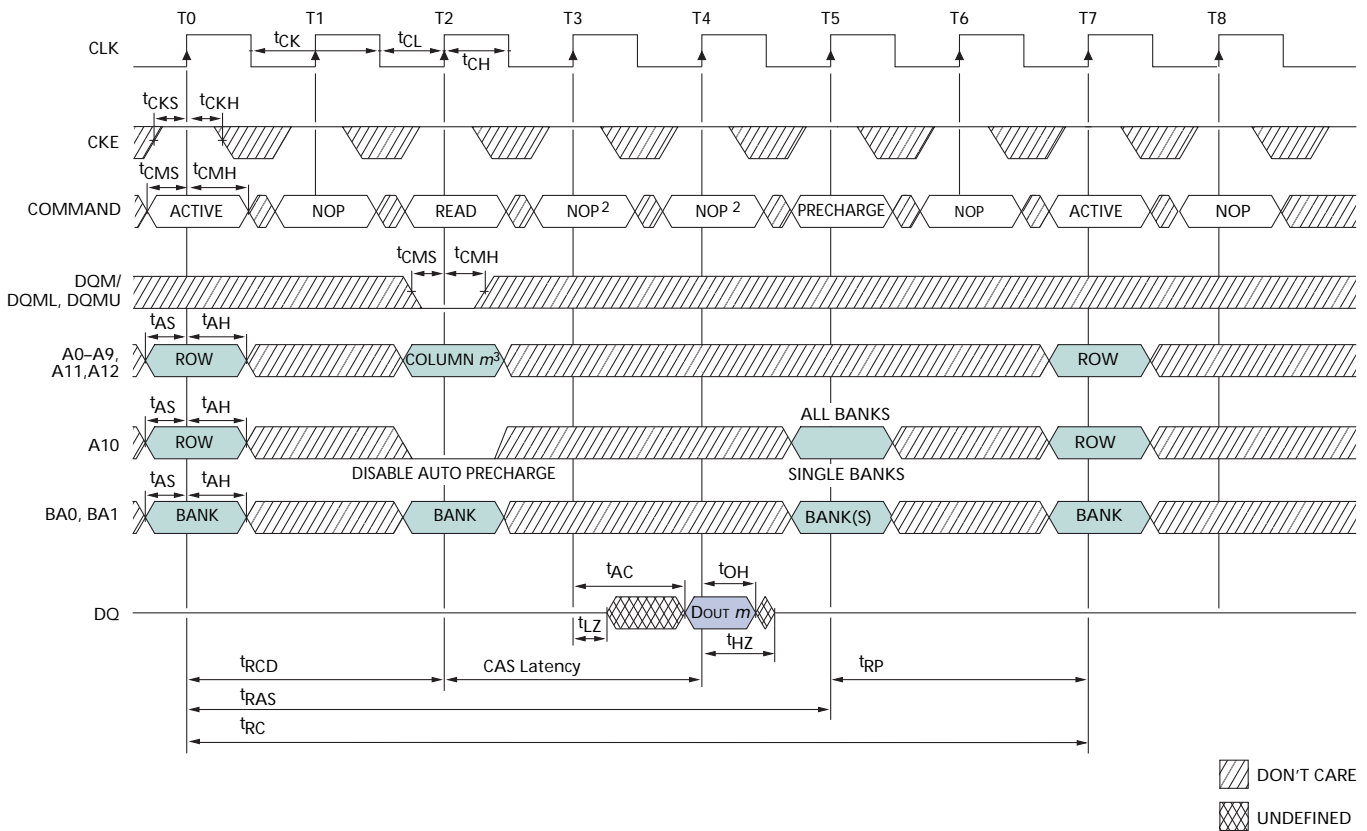 T0 T1 T2 T3 T4 T5 T6 T7 T8
CLK
tCK tCL tCH
tCKS tCKH
CKE
tCMS tCMH
COMMAND ACTIVE NOP READ NOP2 NOP 2 PRECHARGE NOP ACTIVE NOP
tCMS tCMH
DQM/
DQML, DQMU
tAS tAH
A0–A9,
A11,A12
ROW COLUMN m3 ROW
tAS tAH
ALL BANKS
A10 ROW ROW
DISABLE AUTO PRECHARGE SINGLE BANKS
tAS tAH
BA0, BA1 BANK BANK BANK(S) BANK
tAC tOH
DQ DOUT m
tLZ tHZ
tRCD CAS Latency tRP
tRAS
tRC
DON'T CARE
UNDEFINED